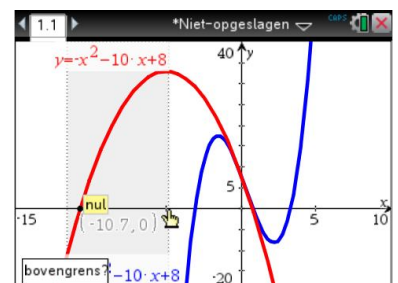 1.1 *Niet-opgeslagen CAPS
y=-x²-10·x+8 40 y
nul
5
x
-15 (-10.7,0) 5 10
bovengrens? -10·x+8 -20